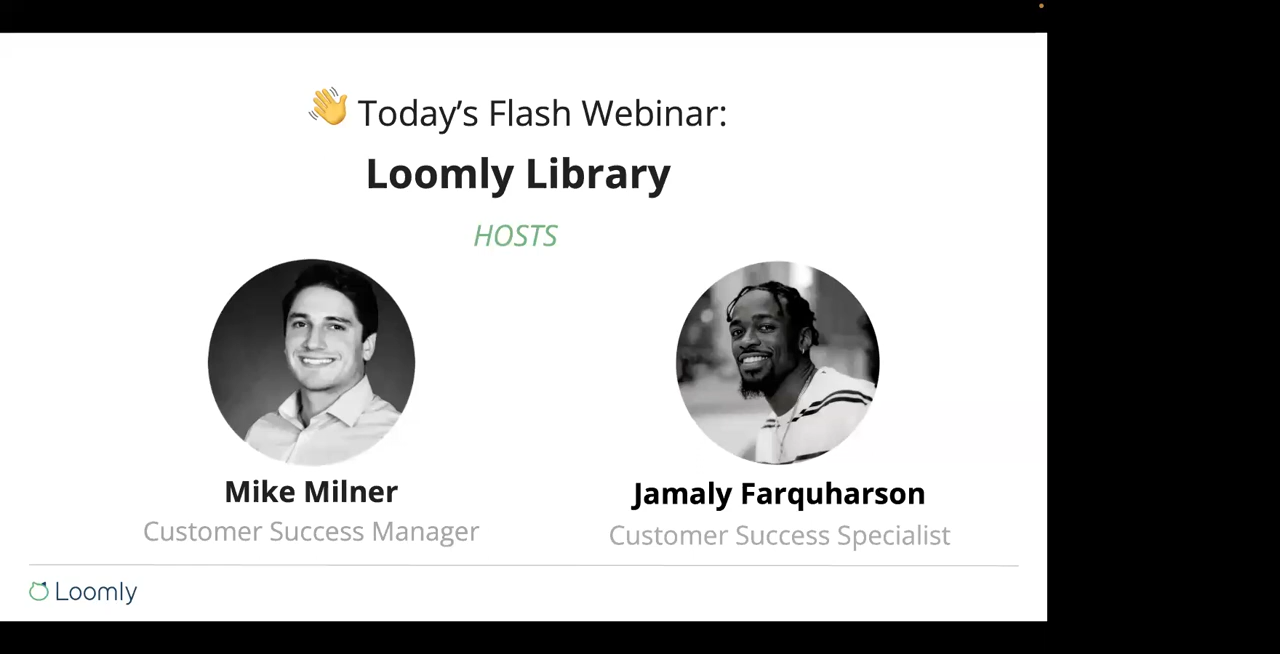 👋 Today’s Flash Webinar:
Loomly Library
HOSTS
Mike Milner
Jamaly Farquharson
Customer Success Manager
Customer Success Specialist
Loomly